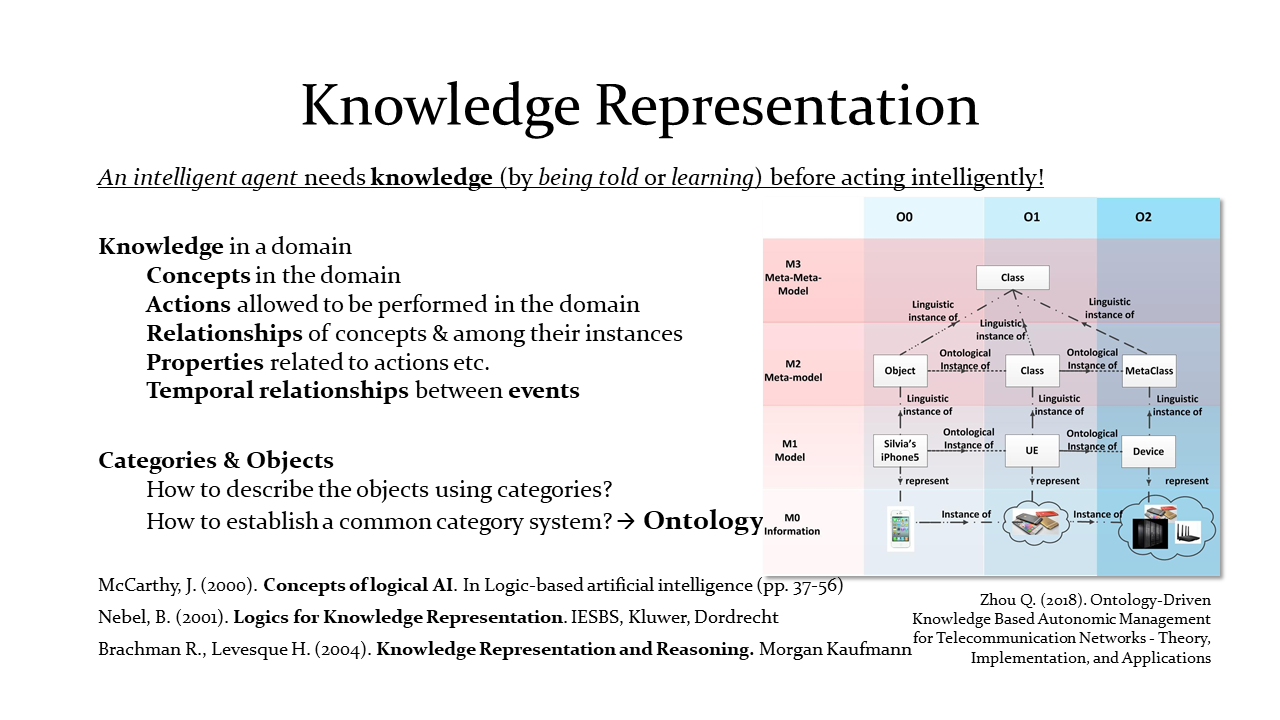 Knowledge Representation
An intelligent agent needs knowledge (by being told or learning) before acting intelligently!
Knowledge in a domain
Concepts in the domain
Actions allowed to be performed in the domain
Relationships of concepts & among their instances
Properties related to actions etc.
Temporal relationships between events
Categories & Objects
How to describe the objects using categories?
How to establish a common category system? → Ontology
O0 O1 O2
M3
Meta-Meta-
Model
Class
Linguistic
instance of
Linguistic
instance of
Linguistic
instance of
M2
Meta-model
Object
Ontological
Instance of
Class
Ontological
Instance of
MetaClass
Linguistic
instance of
Linguistic
instance of
Linguistic
instance of
M1
Model
Silvia's
iPhone5
Ontological
Instance of
UE
Ontological
Instance of
Device
represent
represent
represent
M0
Information
Instance of
Instance of
McCarthy, J. (2000). Concepts of logical AI. In Logic-based artificial intelligence (pp. 37-56)
Nebel, B. (2001). Logics for Knowledge Representation. IESBS, Kluwer, Dordrecht
Brachman R., Levesque H. (2004). Knowledge Representation and Reasoning. Morgan Kaufmann
Zhou Q. (2018). Ontology-Driven
Knowledge Based Autonomic Management
for Telecommunication Networks - Theory,
Implementation, and Applications